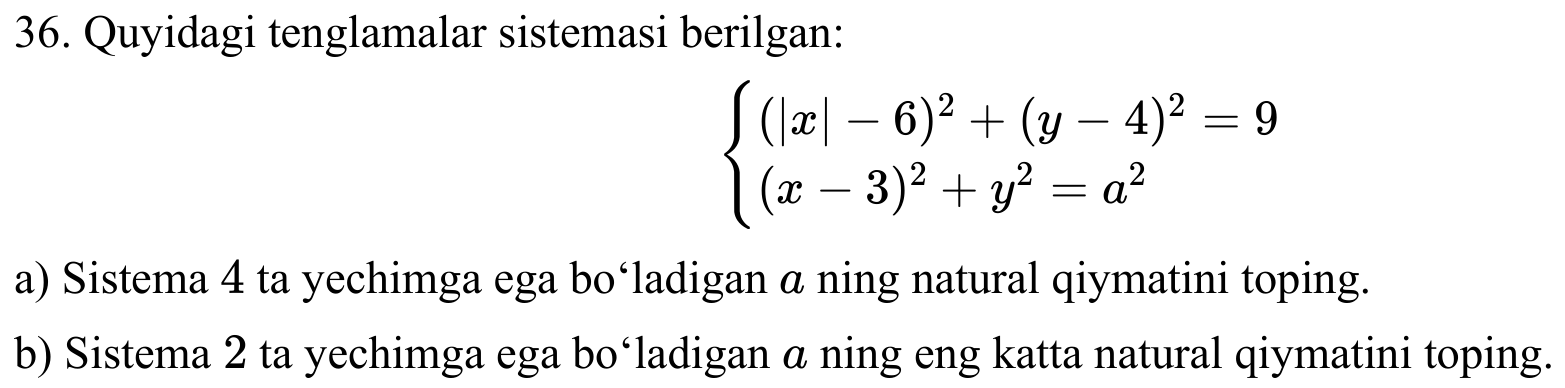 36. Quyidagi tenglamalar sistemasi berilgan:
(|x| − 6)² + (y − 4)² = 9
(x − 3)² + y² = a²
a) Sistema 4 ta yechimga ega bo‘ladigan a ning natural qiymatini toping.
b) Sistema 2 ta yechimga ega bo‘ladigan a ning eng katta natural qiymatini toping.